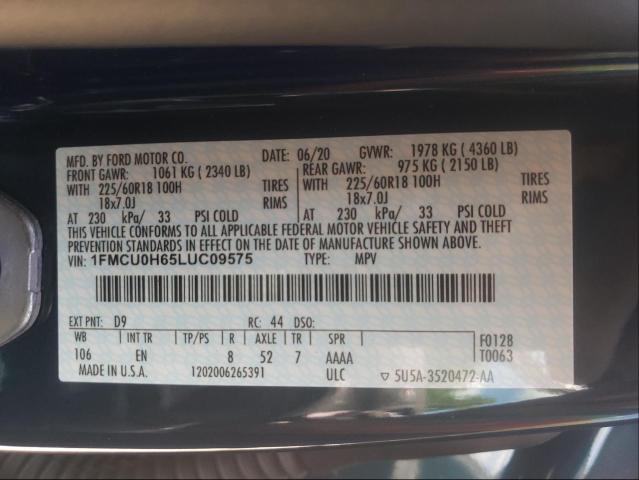 MFD. BY FORD MOTOR CO. DATE: 06/20 GVWR: 1978 KG ( 4360 LB)
FRONT GAWR: 1061 KG ( 2340 LB) REAR GAWR: 975 KG ( 2150 LB)
WITH WITH
225/60R18 100H TIRES 225/60R18 100H TIRES
18x7.0J RIMS 18x7.0J RIMS
AT 230 kPa/ 33 PSI COLD AT 230 kPa/ 33 PSI COLD
THIS VEHICLE CONFORMS TO ALL APPLICABLE FEDERAL MOTOR VEHICLE SAFETY AND THEFT
PREVENTION STANDARDS IN EFFECT ON THE DATE OF MANUFACTURE SHOWN ABOVE.
VIN: 1FMCU0H65LUC09575 TYPE: MPV
EXT PNT: D9 RC: 44 DSO:
WB INT TR TP/PS R AXLE TR SPR F0128
106 EN 8 52 7 AAAA T0063
MADE IN U.S.A. 1202006265391 ULC ▽ 5U5A-3520472-AA